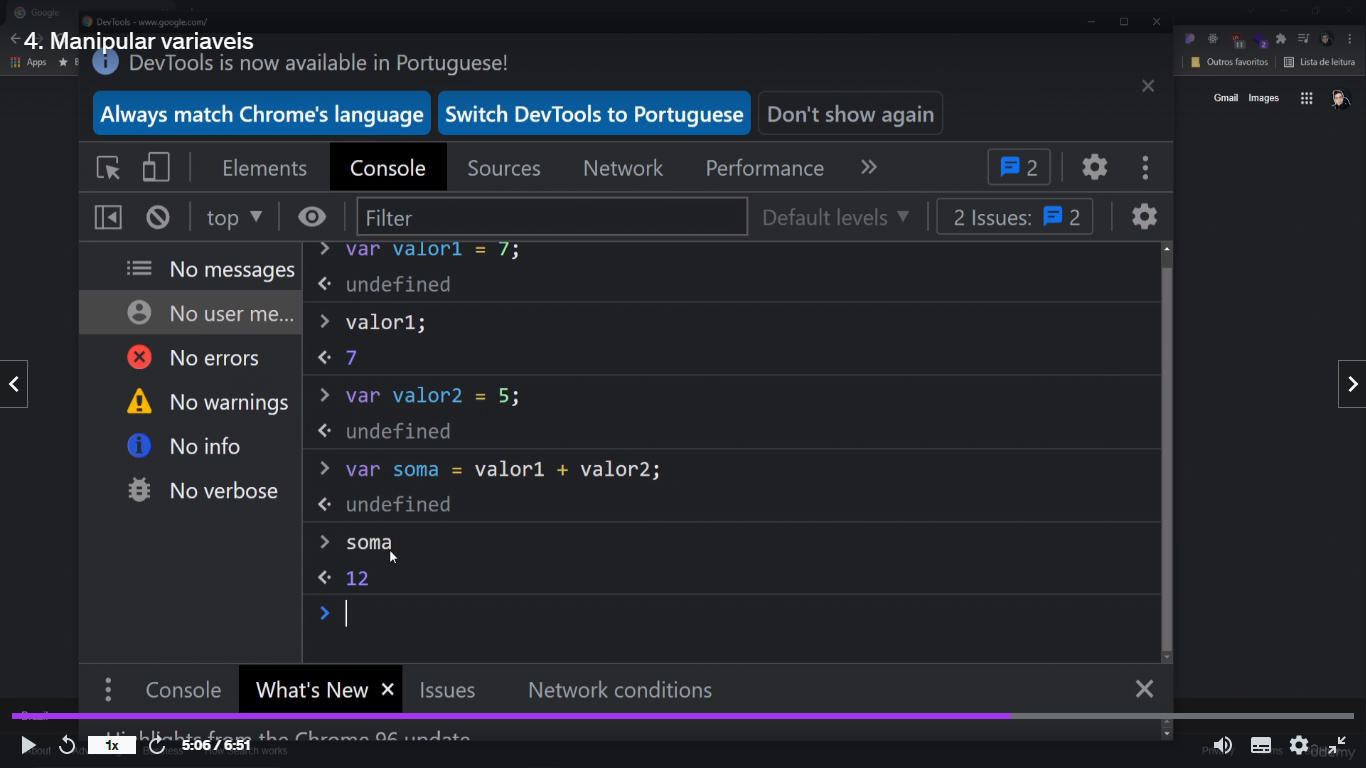 Google
DevTools - www.google.com/
4. Manipular variaveis
Apps
Outros favoritos
Lista de leitura
DevTools is now available in Portuguese!
Gmail Images
Always match Chrome's language Switch DevTools to Portuguese Don't show again
Elements Console Sources Network Performance 2
top Filter Default levels 2 Issues: 2
No messages
No user me...
No errors
No warnings
No info
No verbose
var valor1 = 7;
undefined
valor1;
7
var valor2 = 5;
undefined
var soma = valor1 + valor2;
undefined
soma
12
Console What's New Issues Network conditions
Brazil
Highlights from the Chrome 96 update
1x 5:06 / 6:51
udemy